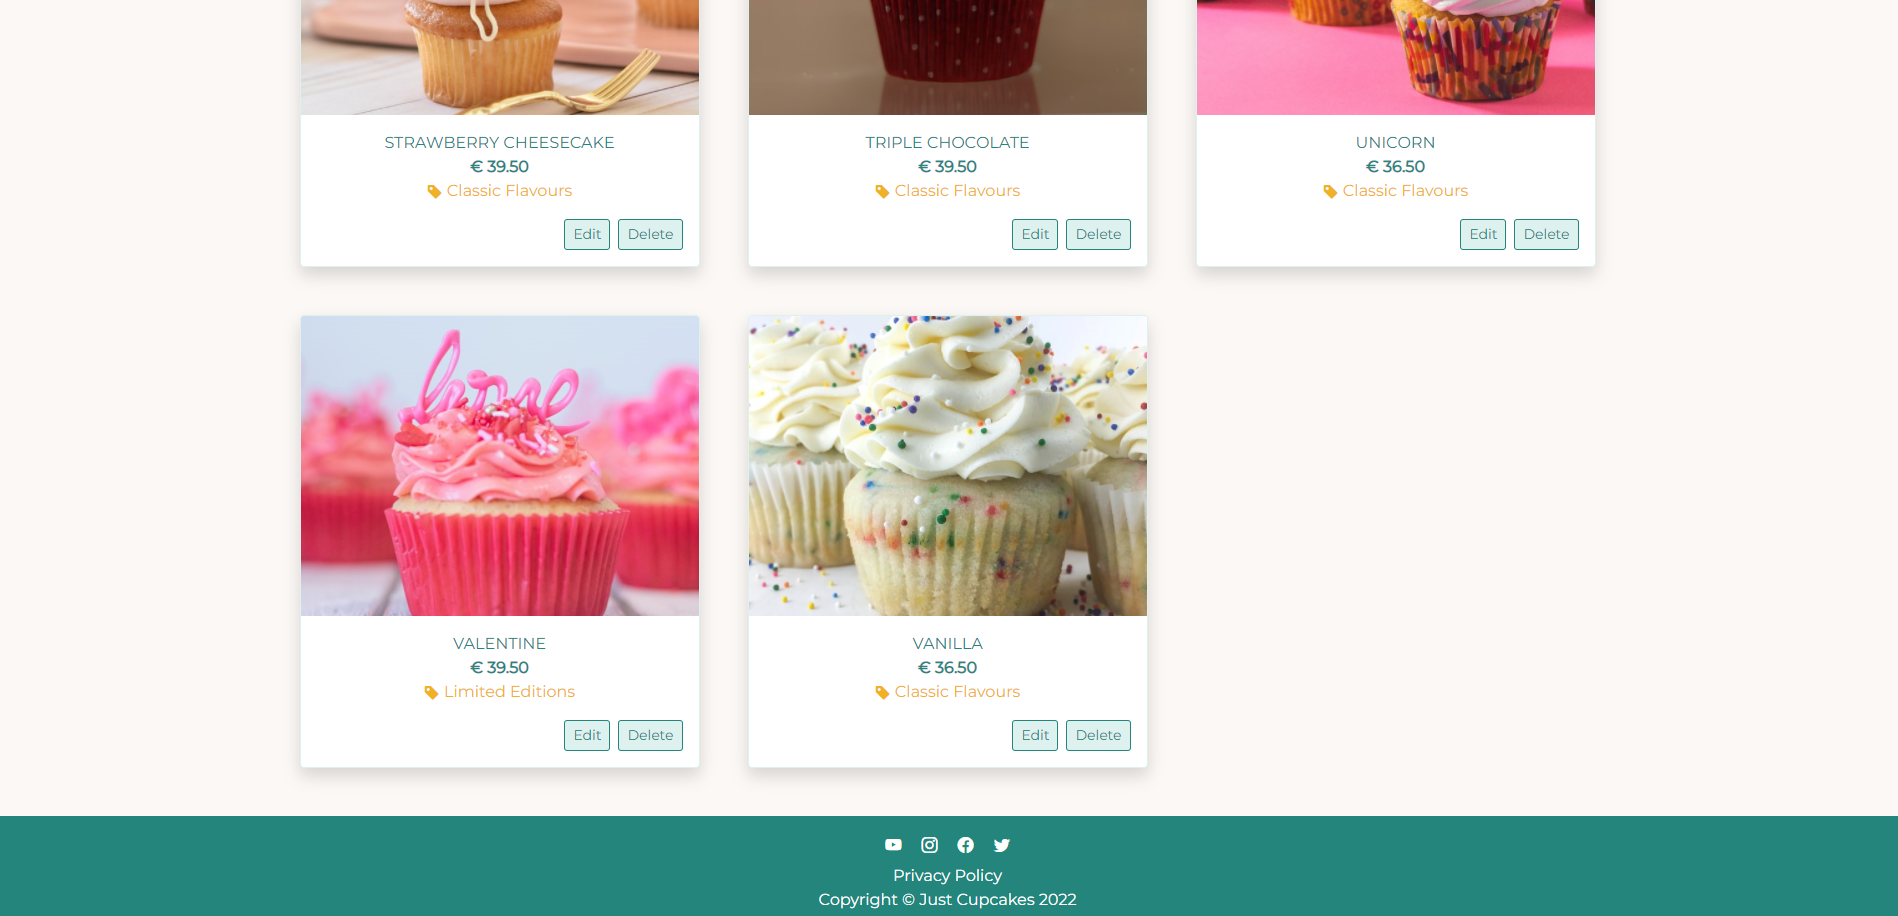 STRAWBERRY CHEESECAKE
€ 39.50
Classic Flavours
Edit Delete
TRIPLE CHOCOLATE
€ 39.50
Classic Flavours
Edit Delete
UNICORN
€ 36.50
Classic Flavours
Edit Delete
love
VALENTINE
€ 39.50
Limited Editions
Edit Delete
VANILLA
€ 36.50
Classic Flavours
Edit Delete
Privacy Policy
Copyright © Just Cupcakes 2022